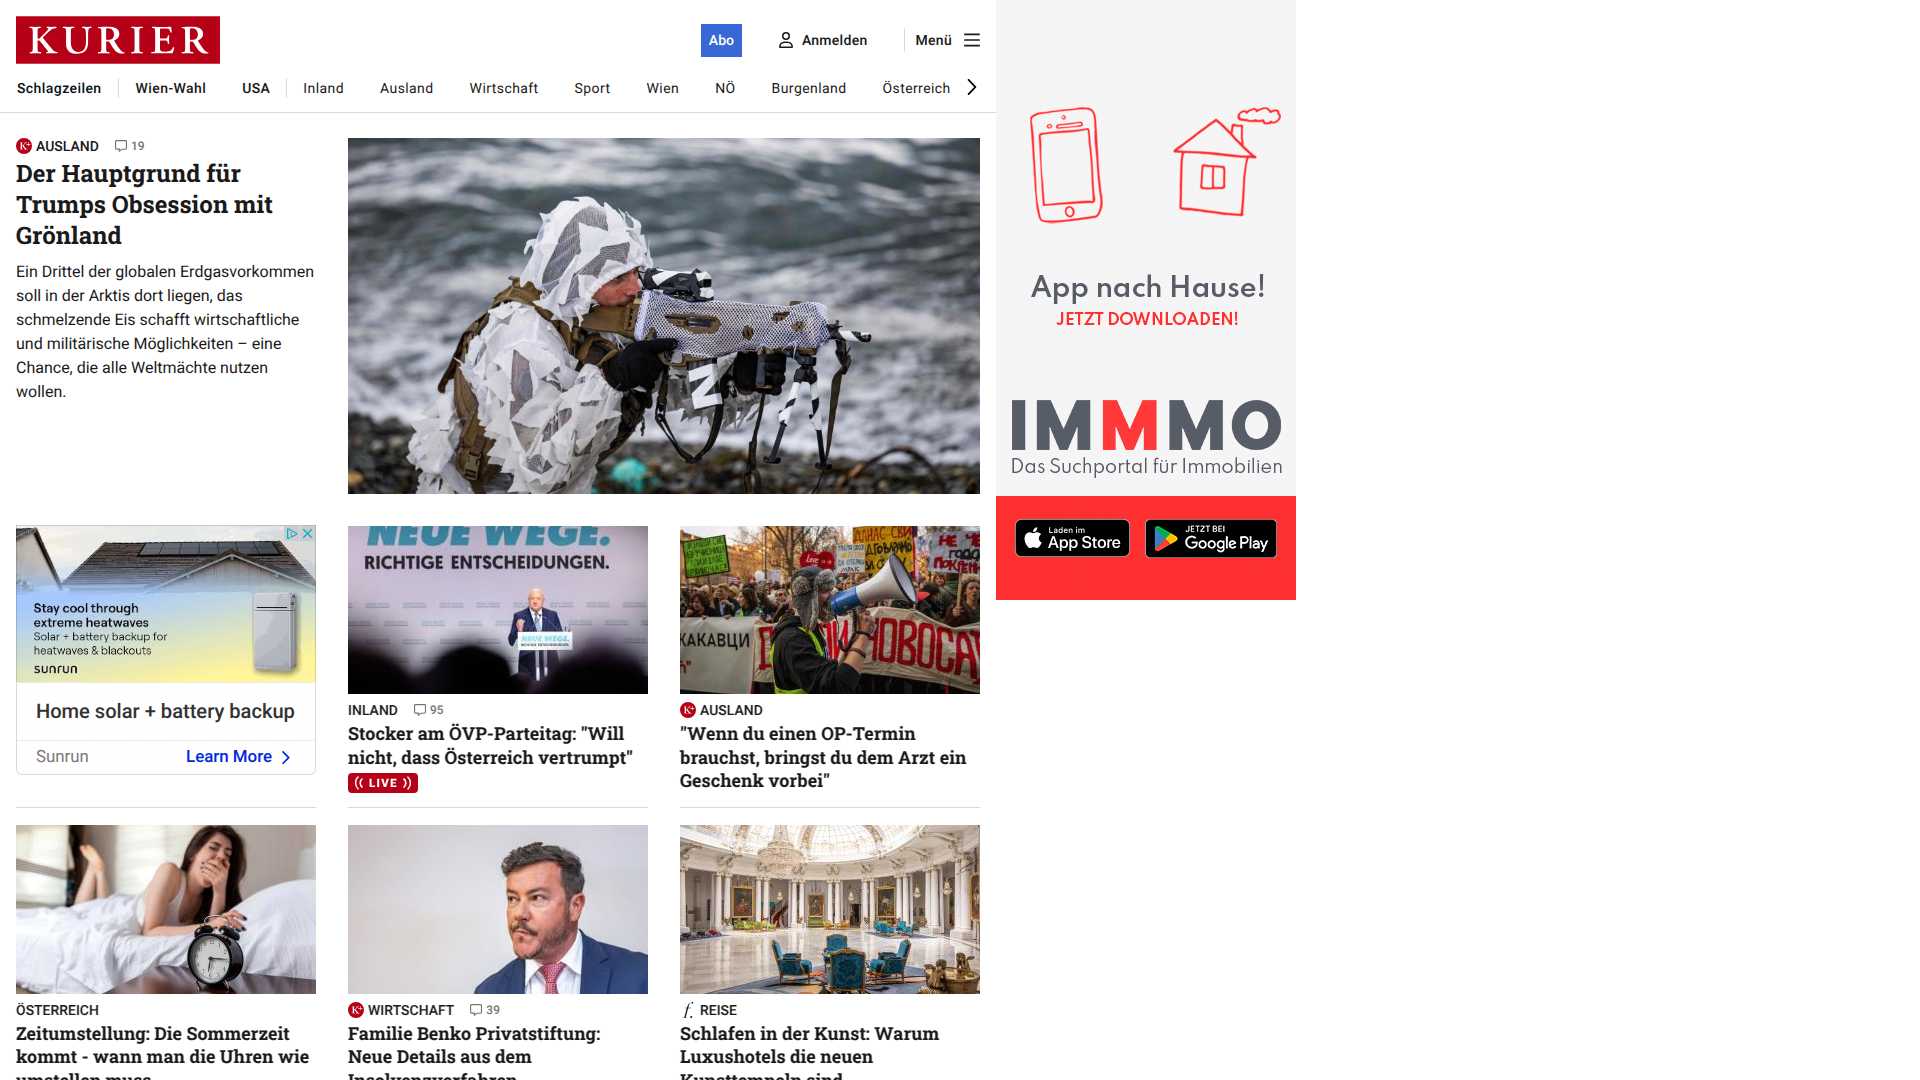 KURIER
Abo
Anmelden
Menü
Schlagzeilen
Wien-Wahl
USA
Inland
Ausland
Wirtschaft
Sport
Wien
NÖ
Burgenland
Österreich
AUSLAND 19
Der Hauptgrund für
Trumps Obsession mit
Grönland
Ein Drittel der globalen Erdgasvorkommen
soll in der Arktis dort liegen, das
schmelzende Eis schafft wirtschaftliche
und militärische Möglichkeiten – eine
Chance, die alle Weltmächte nutzen
wollen.
App nach Hause!
JETZT DOWNLOADEN!
IMMMO
Das Suchportal für Immobilien
Laden im
App Store
JETZT BEI
Google Play
Stay cool through
extreme heatwaves
Solar + battery backup for
heatwaves & blackouts
sunrun
Home solar + battery backup
Sunrun
Learn More
NEUE WEGE.
RICHTIGE ENTSCHEIDUNGEN.
NEUE WEGE.
INLAND 95
Stocker am ÖVP-Parteitag: "Will
nicht, dass Österreich vertrumpt"
LIVE
AUSLAND
"Wenn du einen OP-Termin
brauchst, bringst du dem Arzt ein
Geschenk vorbei"
ÖSTERREICH
Zeitumstellung: Die Sommerzeit
kommt - wann man die Uhren wie
umstellen muss
WIRTSCHAFT 39
Familie Benko Privatstiftung:
Neue Details aus dem
Insolvenzverfahren
REISE
Schlafen in der Kunst: Warum
Luxushotels die neuen
Kunsttempeln sind